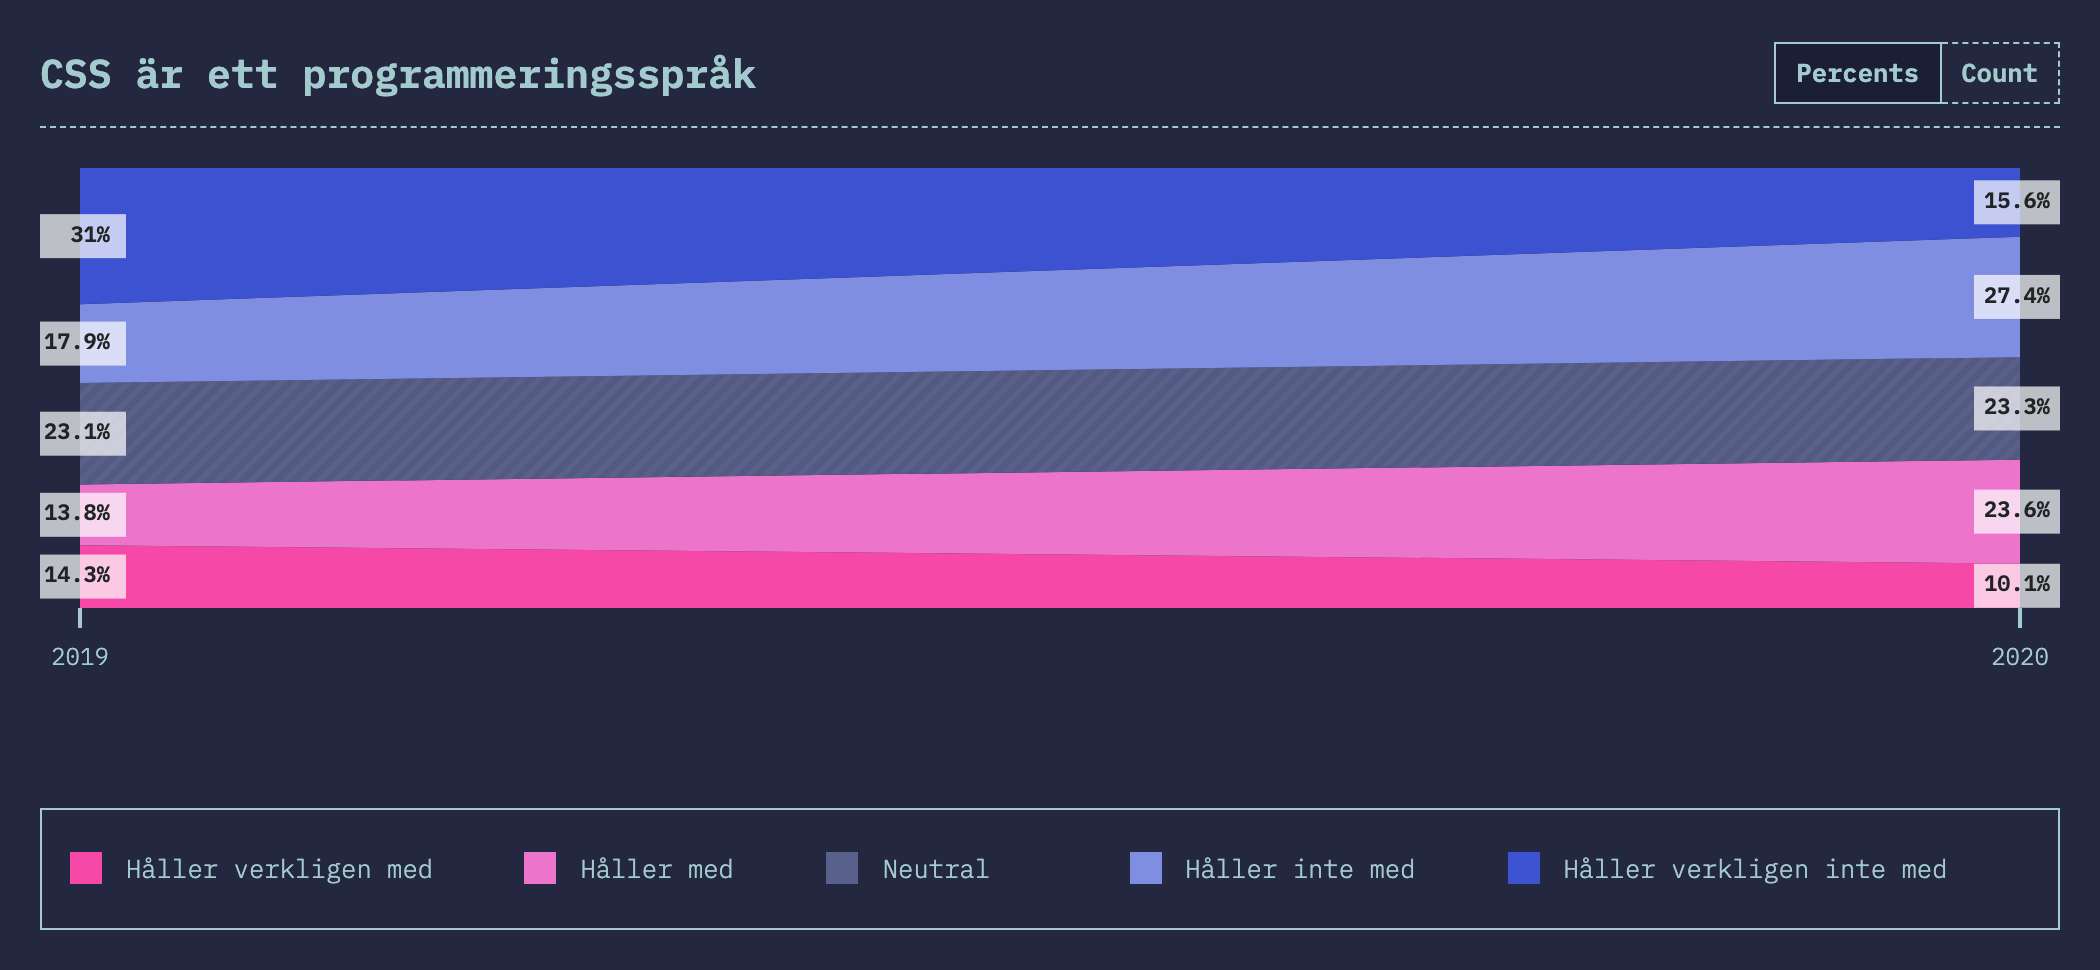 CSS är ett programmeringsspråk
Percents Count
31% 15.6%
17.9% 27.4%
23.1% 23.3%
13.8% 23.6%
14.3% 10.1%
2019 2020
Håller verkligen med Håller med Neutral Håller inte med Håller verkligen inte med